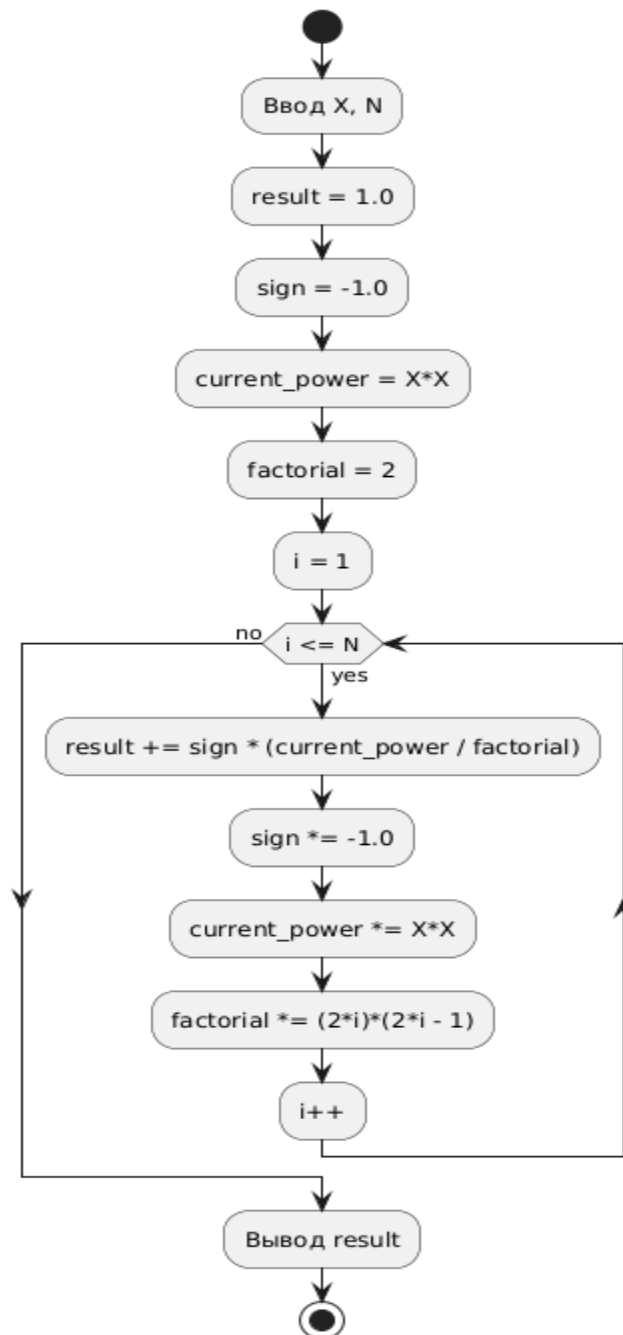 Ввод X, N
result = 1.0
sign = -1.0
current_power = X*X
factorial = 2
i = 1
no
i <= N
yes
result += sign * (current_power / factorial)
sign *= -1.0
current_power *= X*X
factorial *= (2*i)*(2*i - 1)
i++
Вывод result